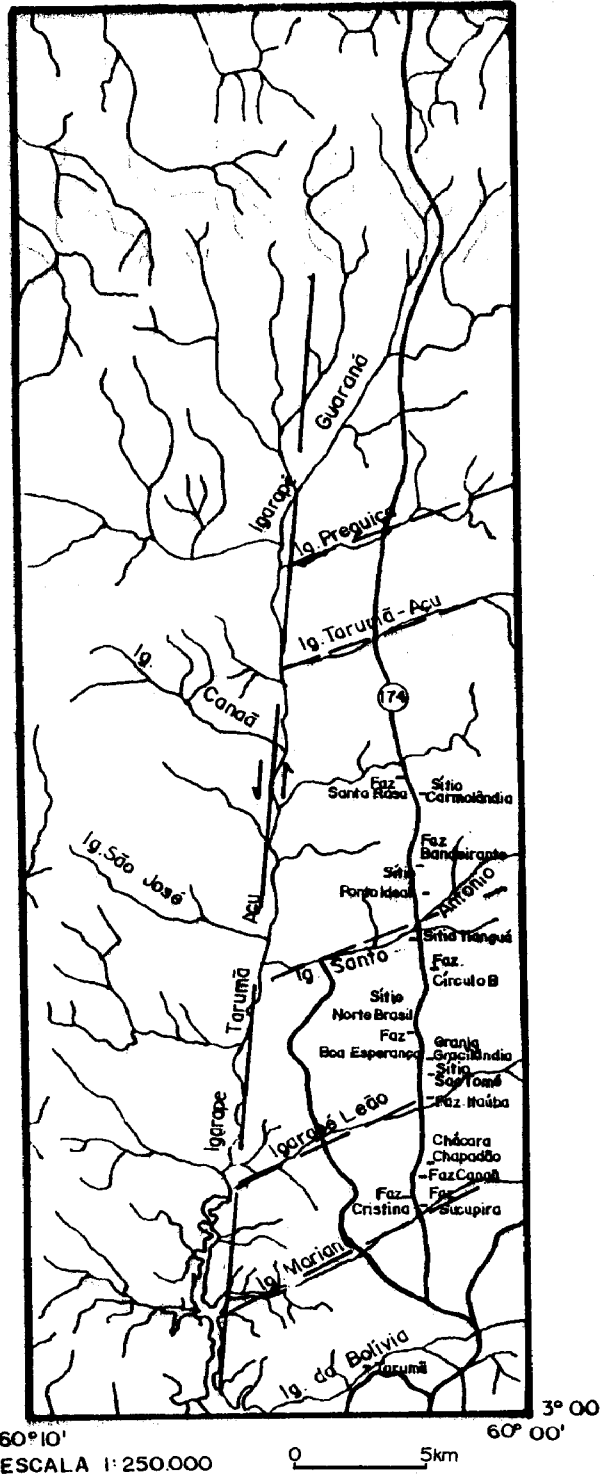 Igarapé Guaraná
Ig. Preguiça
Ig. Tarumã-Açu
Ig.
Canaã
174
Faz
Santa Rosa
Sítio
Carmolândia
Faz
Bandeirante
Ig. São José
Sítio
Ponto Ideal
Ig. Santo Antonio
Sítio Tianguá
Faz.
Círculo B
Igarapé Tarumã Açu
Sítio
Norte Brasil
Faz
Boa Esperança
Granja
Gracilândia
Sítio
São Tomé
Faz Itaúba
Igarapé Leão
Chácara
Chapadão
Faz Canaã
Faz
Cristina
Faz
Sucupira
Ig. Mariano
Ig. da Bolívia
Tarumã
3° 00
60° 10'
60° 00'
ESCALA 1:250.000
0
5km